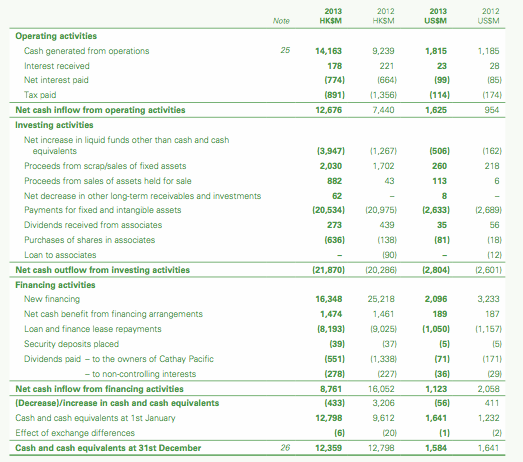 2013 2012 2013 2012
Note HK$M HK$M US$M US$M
Operating activities
Cash generated from operations 25 14,163 9,239 1,815 1,185
Interest received 178 221 23 28
Net interest paid (774) (664) (99) (85)
Tax paid (891) (1,356) (114) (174)
Net cash inflow from operating activities 12,676 7,440 1,625 954
Investing activities
Net increase in liquid funds other than cash and cash
equivalents (3,947) (1,267) (506) (162)
Proceeds from scrap/sales of fixed assets 2,030 1,702 260 218
Proceeds from sales of assets held for sale 882 43 113 6
Net decrease in other long-term receivables and investments 62 – 8 –
Payments for fixed and intangible assets (20,534) (20,975) (2,633) (2,689)
Dividends received from associates 273 439 35 56
Purchases of shares in associates (636) (138) (81) (18)
Loan to associates – (90) – (12)
Net cash outflow from investing activities (21,870) (20,286) (2,804) (2,601)
Financing activities
New financing 16,348 25,218 2,096 3,233
Net cash benefit from financing arrangements 1,474 1,461 189 187
Loan and finance lease repayments (8,193) (9,025) (1,050) (1,157)
Security deposits placed (39) (37) (5) (5)
Dividends paid – to the owners of Cathay Pacific (551) (1,338) (71) (171)
– to non-controlling interests (278) (227) (36) (29)
Net cash inflow from financing activities 8,761 16,052 1,123 2,058
(Decrease)/increase in cash and cash equivalents (433) 3,206 (56) 411
Cash and cash equivalents at 1st January 12,798 9,612 1,641 1,232
Effect of exchange differences (6) (20) (1) (2)
Cash and cash equivalents at 31st December 26 12,359 12,798 1,584 1,641